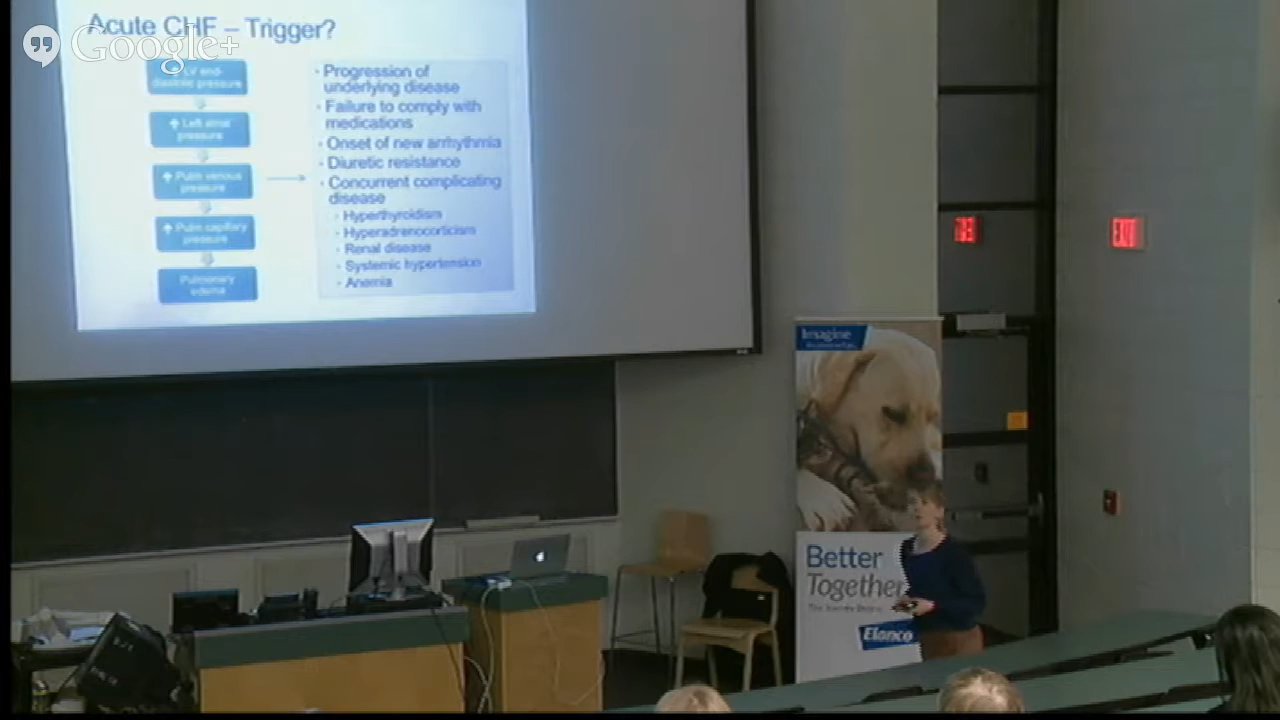 Acute CHF – Trigger?
Google+
LV end-
diastolic pressure
Left atrial
pressure
Pulm venous
pressure
Pulm capillary
pressure
Pulmonary
edema
Progression of
underlying disease
Failure to comply with
medications
Onset of new arrhythmia
Diuretic resistance
Concurrent complicating
disease
Hyperthyroidism
Hyperadrenocorticism
Renal disease
Systemic hypertension
Anemia
EXIT
Imagine
Better
Together
Elanco